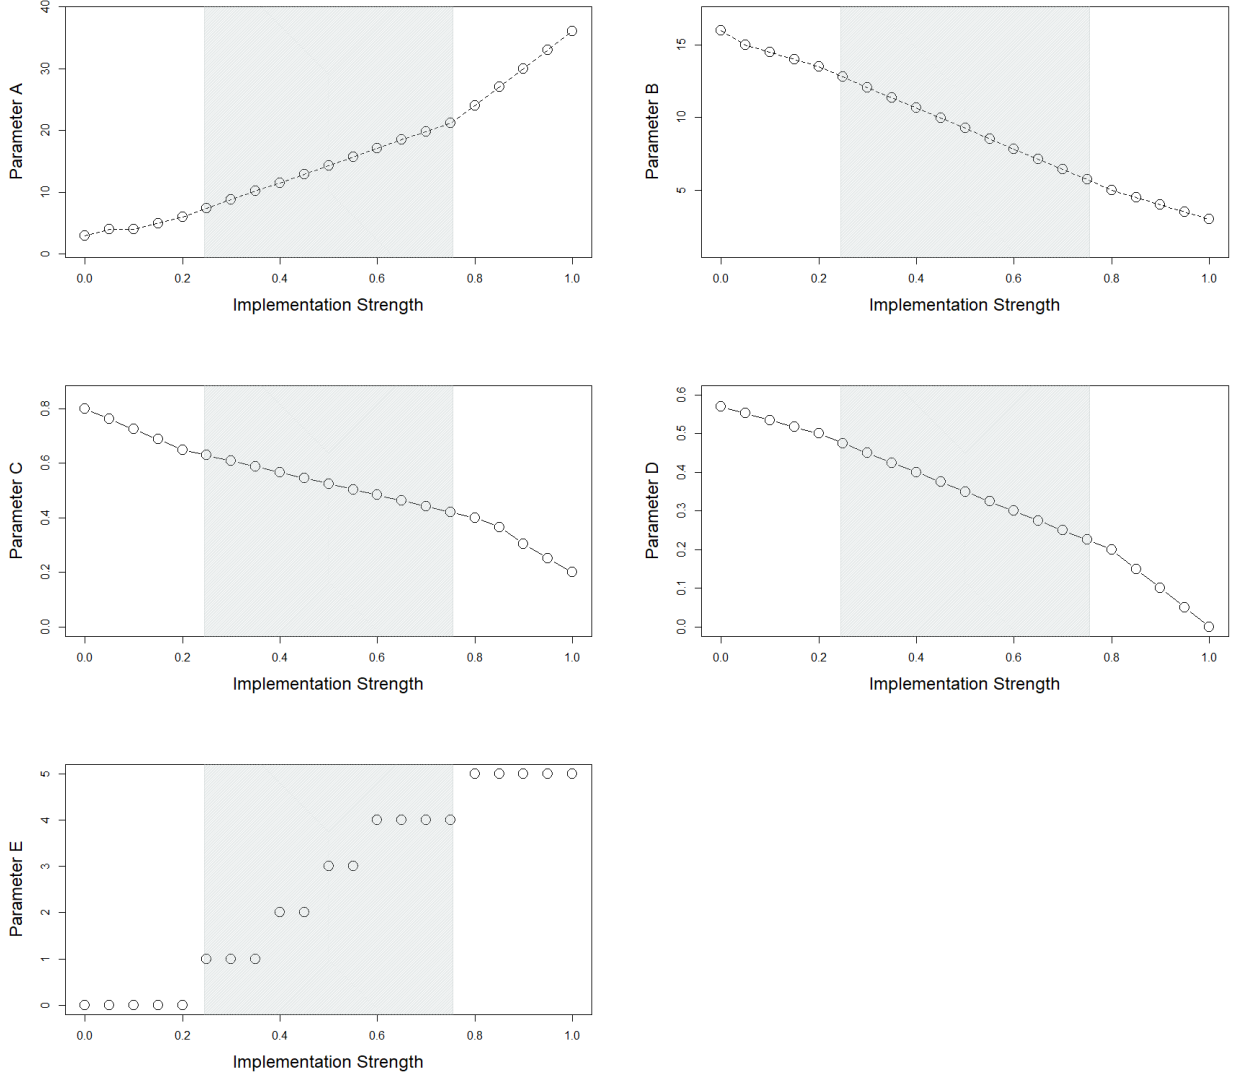 Parameter A
0 10 20 30 40
0.0 0.2 0.4 0.6 0.8 1.0
Implementation Strength
Parameter B
5 10 15
0.0 0.2 0.4 0.6 0.8 1.0
Implementation Strength
Parameter C
0.0 0.2 0.4 0.6 0.8
0.0 0.2 0.4 0.6 0.8 1.0
Implementation Strength
Parameter D
0.0 0.1 0.2 0.3 0.4 0.5 0.6
0.0 0.2 0.4 0.6 0.8 1.0
Implementation Strength
Parameter E
0 1 2 3 4 5
0.0 0.2 0.4 0.6 0.8 1.0
Implementation Strength